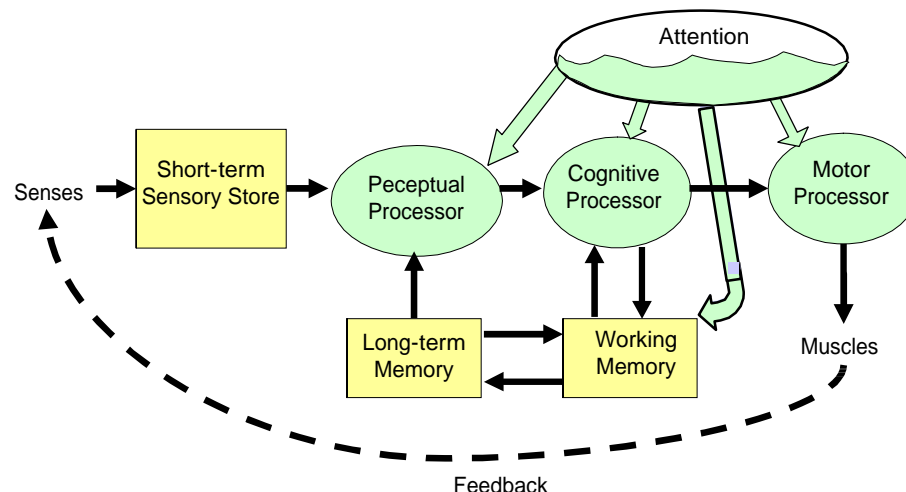 Attention
Senses
Short-term
Sensory Store
Peceptual
Processor
Cognitive
Processor
Motor
Processor
Long-term
Memory
Working
Memory
Muscles
Feedback